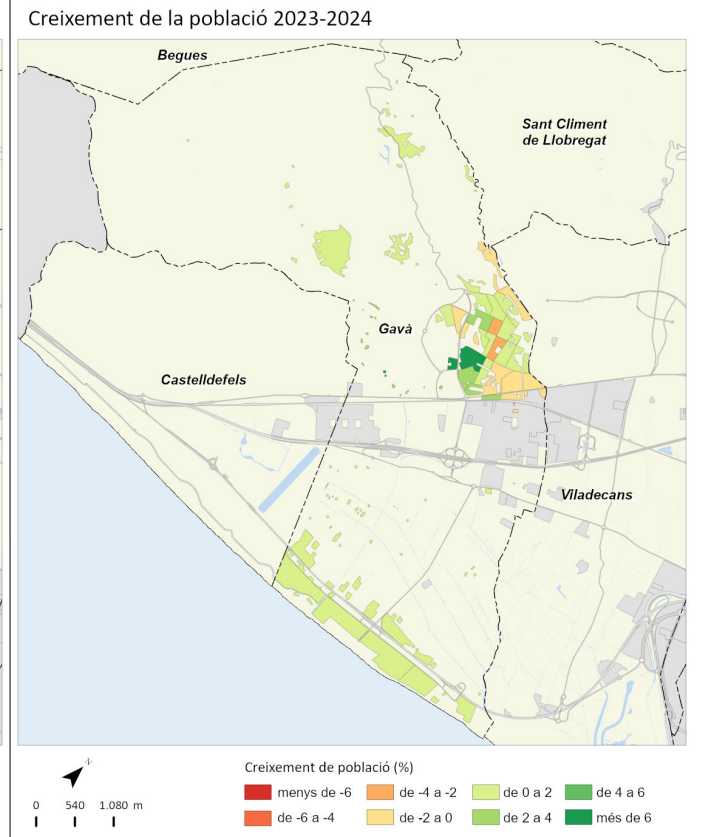 Creixement de la població 2023-2024
Begues
Sant Climent
de Llobregat
Gavà
Castelldefels
Viladecans
N
0 540 1.080 m
Creixement de població (%)
menys de -6
de -4 a -2
de 0 a 2
de 4 a 6
de -6 a -4
de -2 a 0
de 2 a 4
més de 6